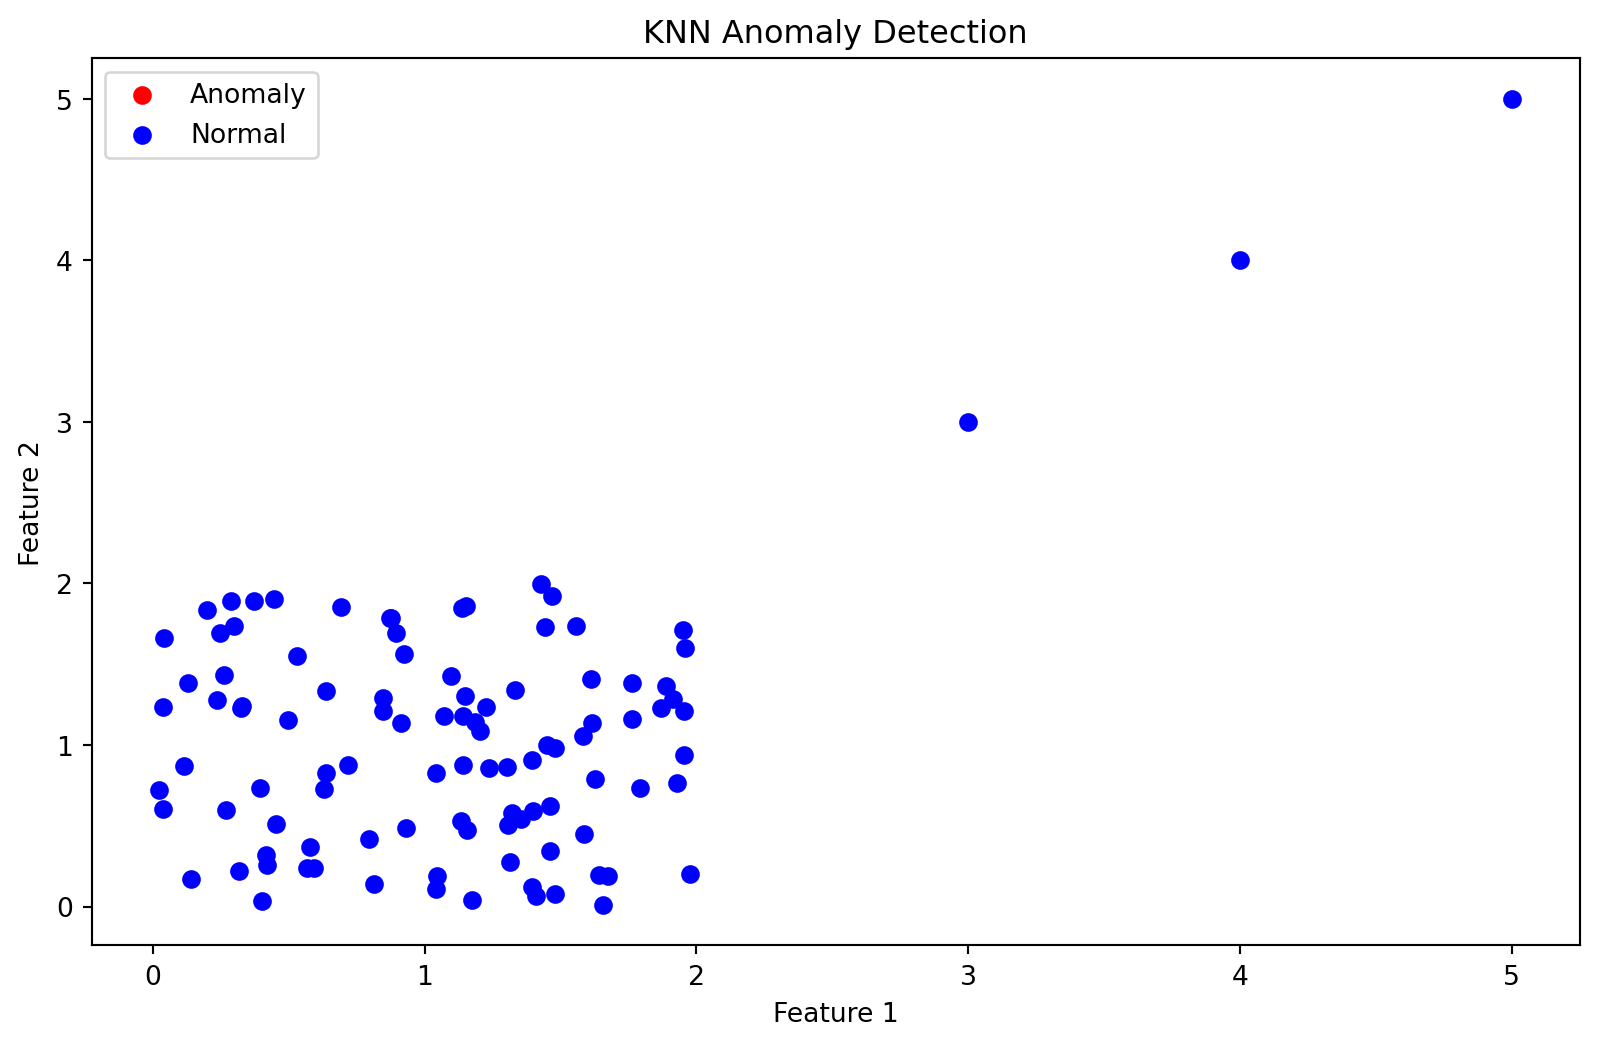 KNN Anomaly Detection
Anomaly
Normal
5
4
3
2
1
0
Feature 2
0 1 2 3 4 5
Feature 1